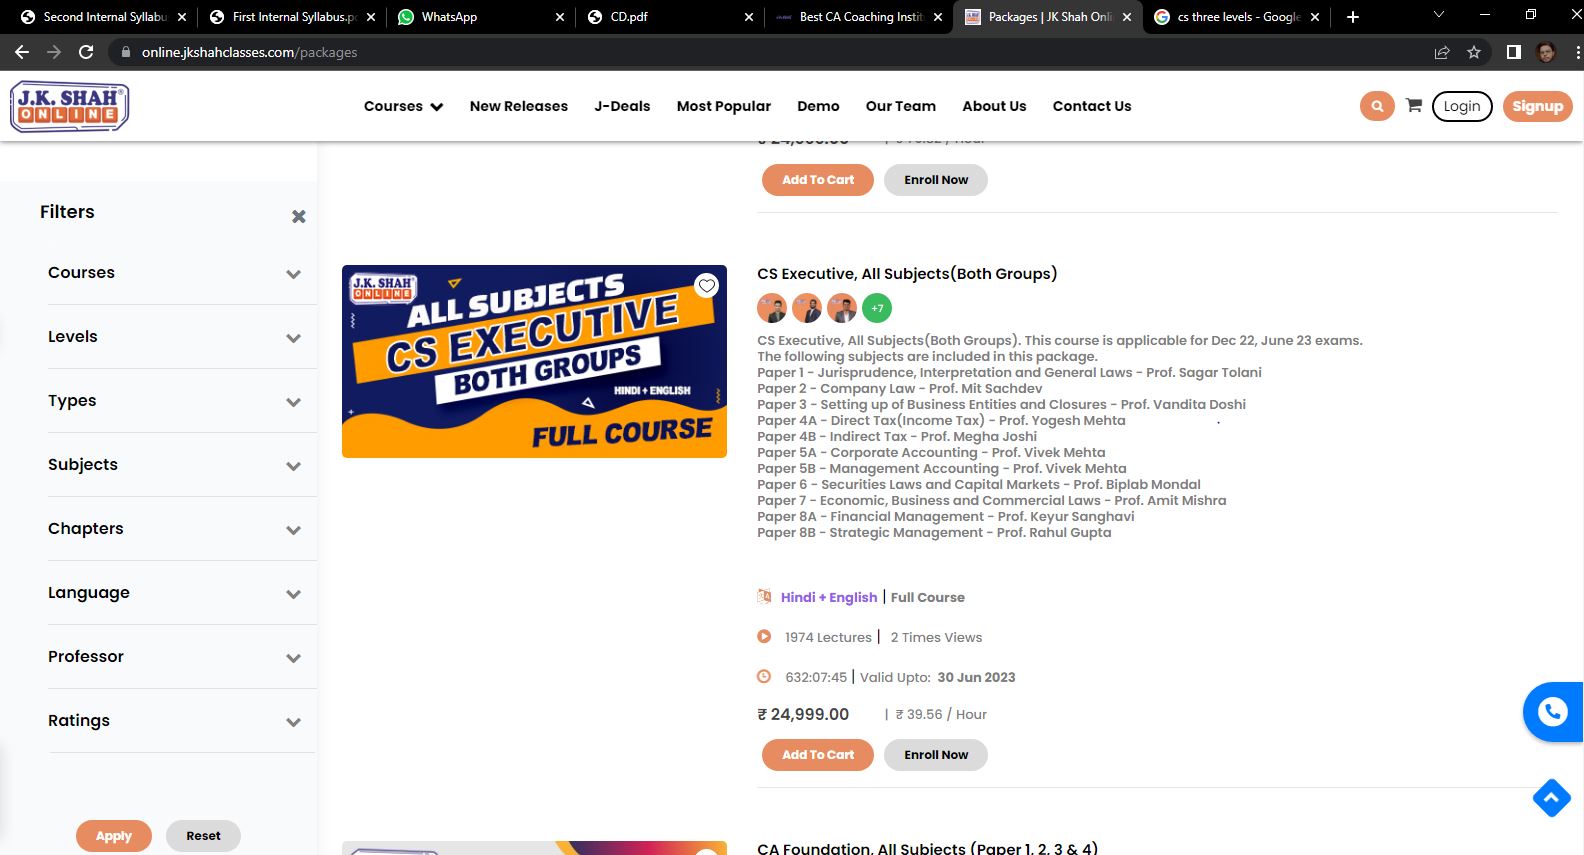 Second Internal Syllabu
First Internal Syllabus.pc
WhatsApp
CD.pdf
Best CA Coaching Instit
Packages | JK Shah Onli
cs three levels - Google
online.jkshahclasses.com/packages
J.K. SHAH
ONLINE
Courses
New Releases
J-Deals
Most Popular
Demo
Our Team
About Us
Contact Us
Login
Signup
Add To Cart
Enroll Now
Filters
Courses
Levels
Types
Subjects
Chapters
Language
Professor
Ratings
Apply
Reset
J.K. SHAH
ONLINE
ALL SUBJECTS
CS EXECUTIVE
BOTH GROUPS
HINDI + ENGLISH
FULL COURSE
CS Executive, All Subjects(Both Groups)
+7
CS Executive, All Subjects(Both Groups). This course is applicable for Dec 22, June 23 exams.
The following subjects are included in this package.
Paper 1 - Jurisprudence, Interpretation and General Laws - Prof. Sagar Tolani
Paper 2 - Company Law - Prof. Mit Sachdev
Paper 3 - Setting up of Business Entities and Closures - Prof. Vandita Doshi
Paper 4A - Direct Tax(Income Tax) - Prof. Yogesh Mehta
Paper 4B - Indirect Tax - Prof. Megha Joshi
Paper 5A - Corporate Accounting - Prof. Vivek Mehta
Paper 5B - Management Accounting - Prof. Vivek Mehta
Paper 6 - Securities Laws and Capital Markets - Prof. Biplab Mondal
Paper 7 - Economic, Business and Commercial Laws - Prof. Amit Mishra
Paper 8A - Financial Management - Prof. Keyur Sanghavi
Paper 8B - Strategic Management - Prof. Rahul Gupta
Hindi + English | Full Course
1974 Lectures | 2 Times Views
632:07:45 | Valid Upto: 30 Jun 2023
₹ 24,999.00 | ₹ 39.56 / Hour
Add To Cart
Enroll Now
CA Foundation, All Subjects (Paper 1, 2, 3 & 4)